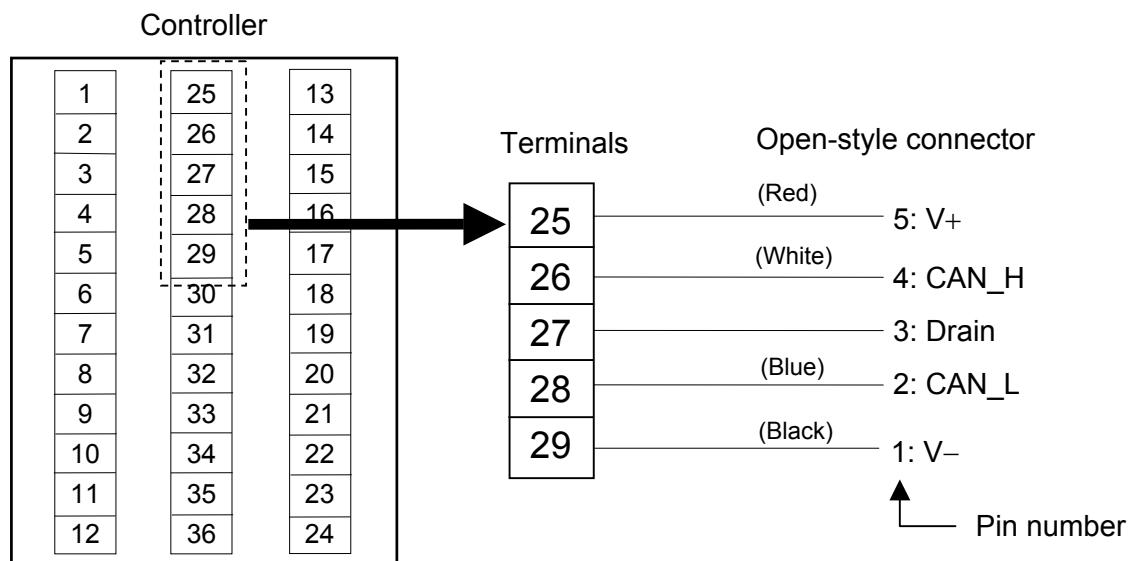 Controller
1 25 13
2 26 14
3 27 15
4 28 16
5 29 17
6 30 18
7 31 19
8 32 20
9 33 21
10 34 22
11 35 23
12 36 24
Terminals Open-style connector
25 (Red) 5: V+
26 (White) 4: CAN_H
27 3: Drain
28 (Blue) 2: CAN_L
29 (Black) 1: V−
Pin number